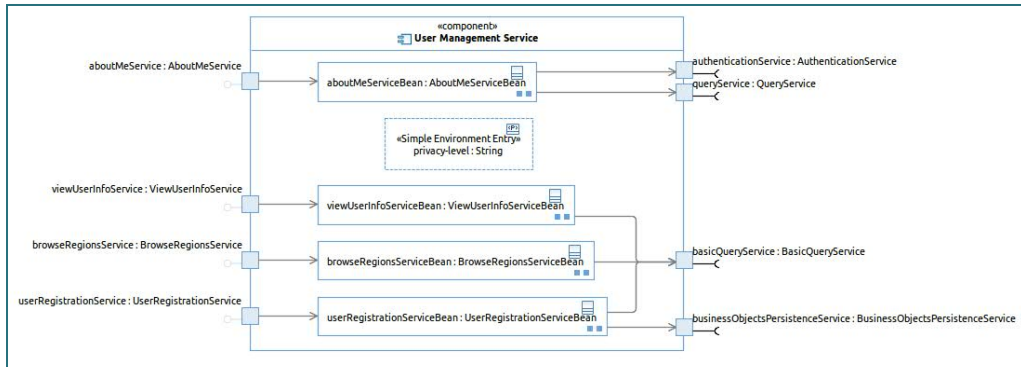 «component»
User Management Service
aboutMeService : AboutMeService
aboutMeServiceBean : AboutMeServiceBean
authenticationService : AuthenticationService
queryService : QueryService
(P)
«Simple Environment Entry»
privacy-level : String
viewUserInfoService : ViewUserInfoService
viewUserInfoServiceBean : ViewUserInfoServiceBean
browseRegionsService : BrowseRegionsService
browseRegionsServiceBean : BrowseRegionsServiceBean
basicQueryService : BasicQueryService
userRegistrationService : UserRegistrationService
userRegistrationServiceBean : UserRegistrationServiceBean
businessObjectsPersistenceService : BusinessObjectsPersistenceService